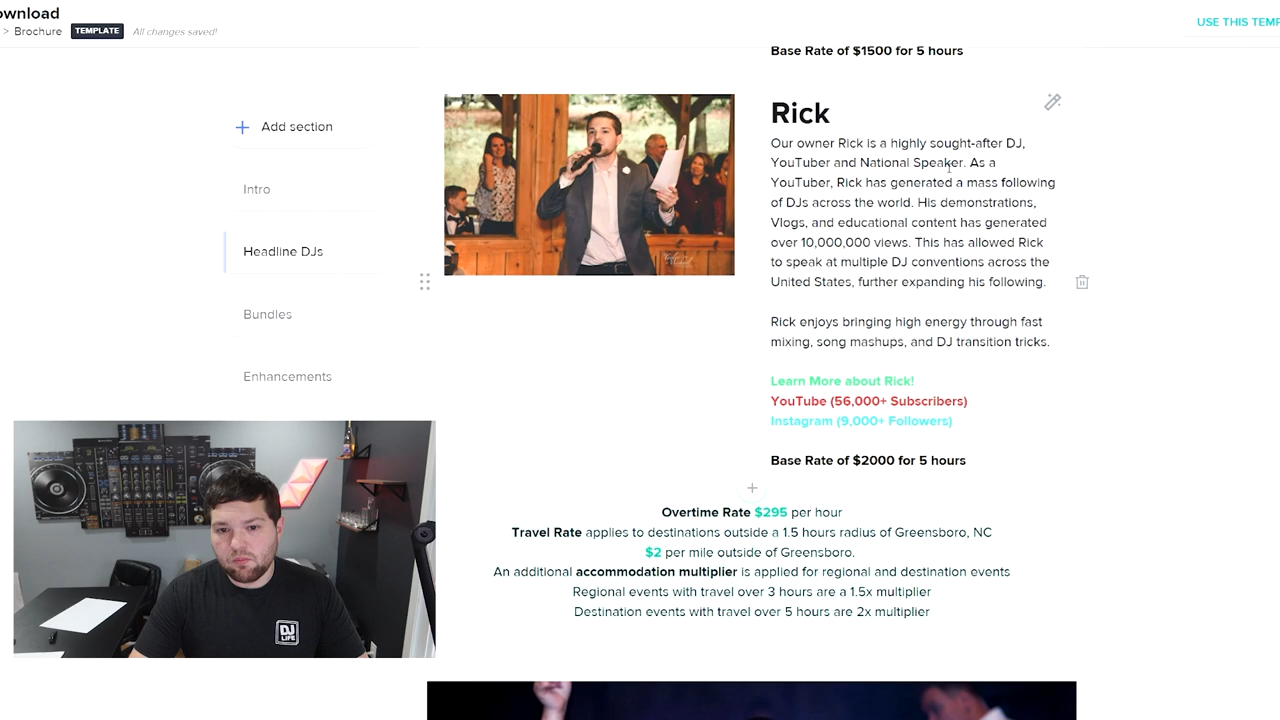 ownload
> Brochure TEMPLATE All changes saved!
USE THIS TEMP
Base Rate of $1500 for 5 hours
Add section
Intro
Headline DJs
Bundles
Enhancements
Rick
Our owner Rick is a highly sought-after DJ,
YouTuber and National Speaker. As a
YouTuber, Rick has generated a mass following
of DJs across the world. His demonstrations,
Vlogs, and educational content has generated
over 10,000,000 views. This has allowed Rick
to speak at multiple DJ conventions across the
United States, further expanding his following.
Rick enjoys bringing high energy through fast
mixing, song mashups, and DJ transition tricks.
Learn More about Rick!
YouTube (56,000+ Subscribers)
Instagram (9,000+ Followers)
Base Rate of $2000 for 5 hours
Overtime Rate $295 per hour
Travel Rate applies to destinations outside a 1.5 hours radius of Greensboro, NC
$2 per mile outside of Greensboro.
An additional accommodation multiplier is applied for regional and destination events
Regional events with travel over 3 hours are a 1.5x multiplier
Destination events with travel over 5 hours are 2x multiplier
DJ
LIFE